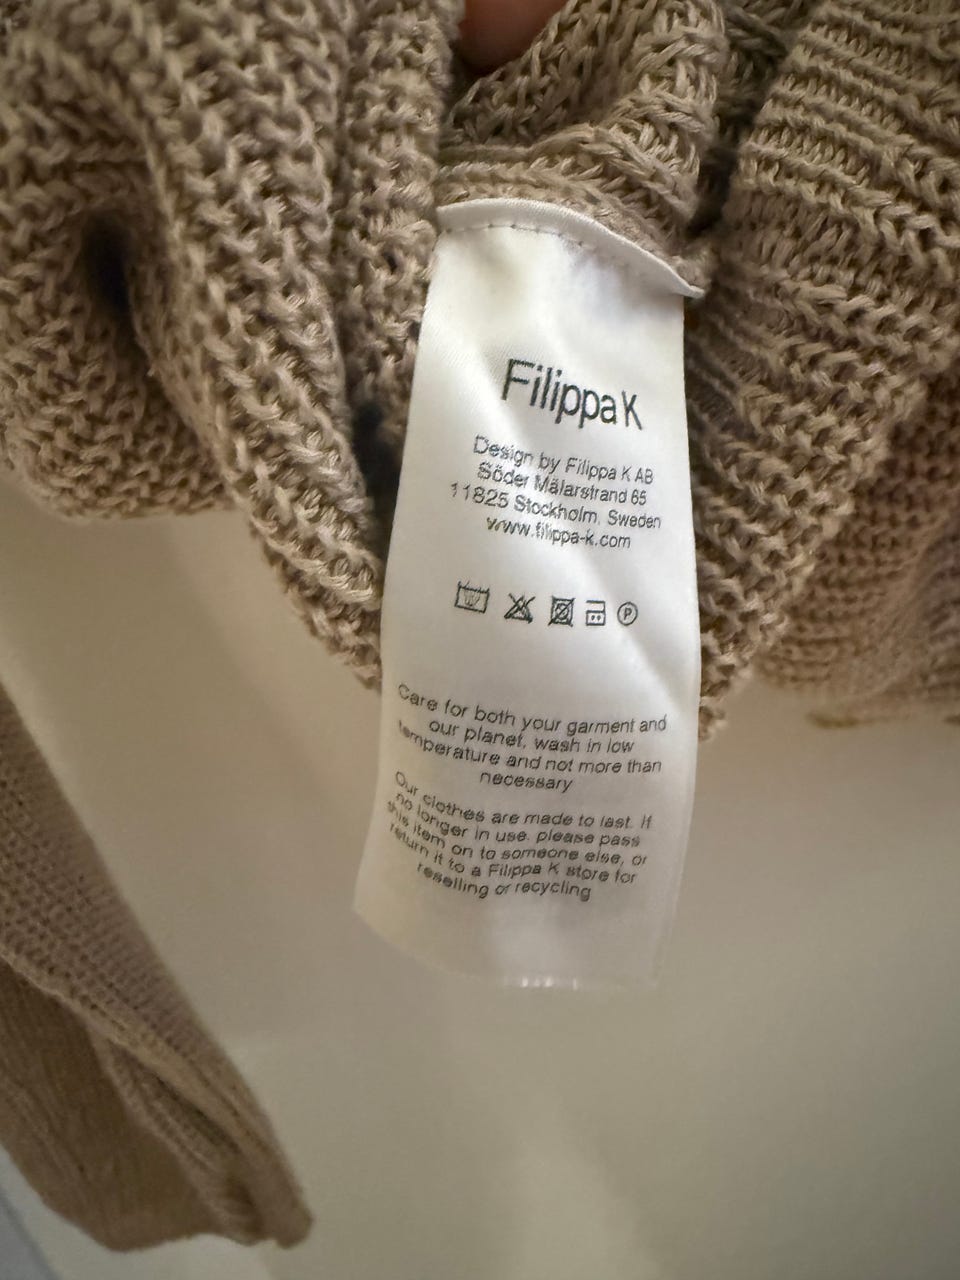 Filippa K
Design by Filippa K AB
Söder Mälarstrand 65
11825 Stockholm, Sweden
www.filippa-k.com
P
Care for both your garment and
our planet, wash in low
temperature and not more than
necessary
Our clothes are made to last. If
no longer in use, please pass
this item on to someone else, or
return it to a Filippa K store for
reselling or recycling